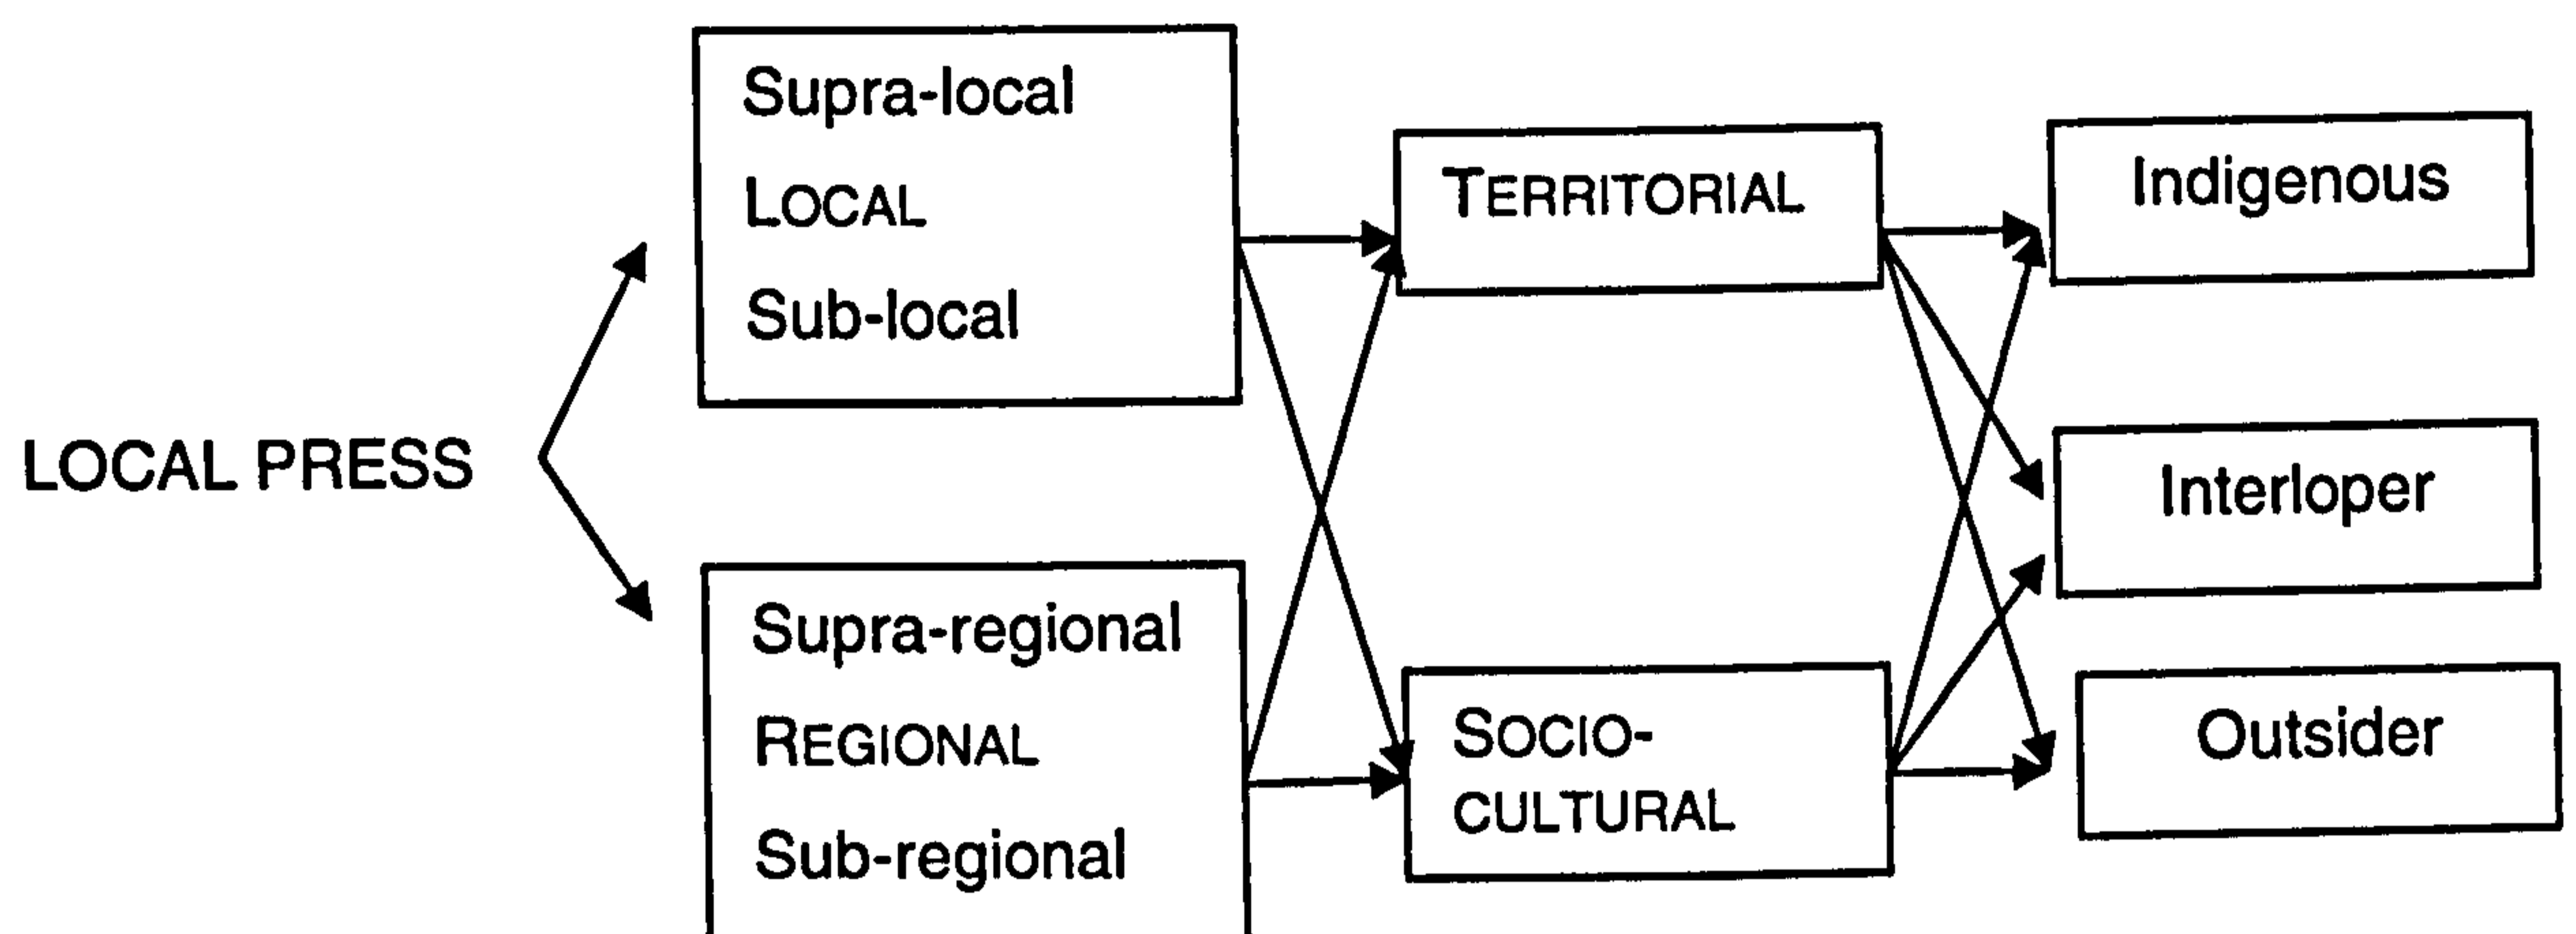 LOCAL PRESS
Supra-local
LOCAL
Sub-local
Supra-regional
REGIONAL
Sub-regional
TERRITORIAL
SOCIO-
CULTURAL
Indigenous
Interloper
Outsider